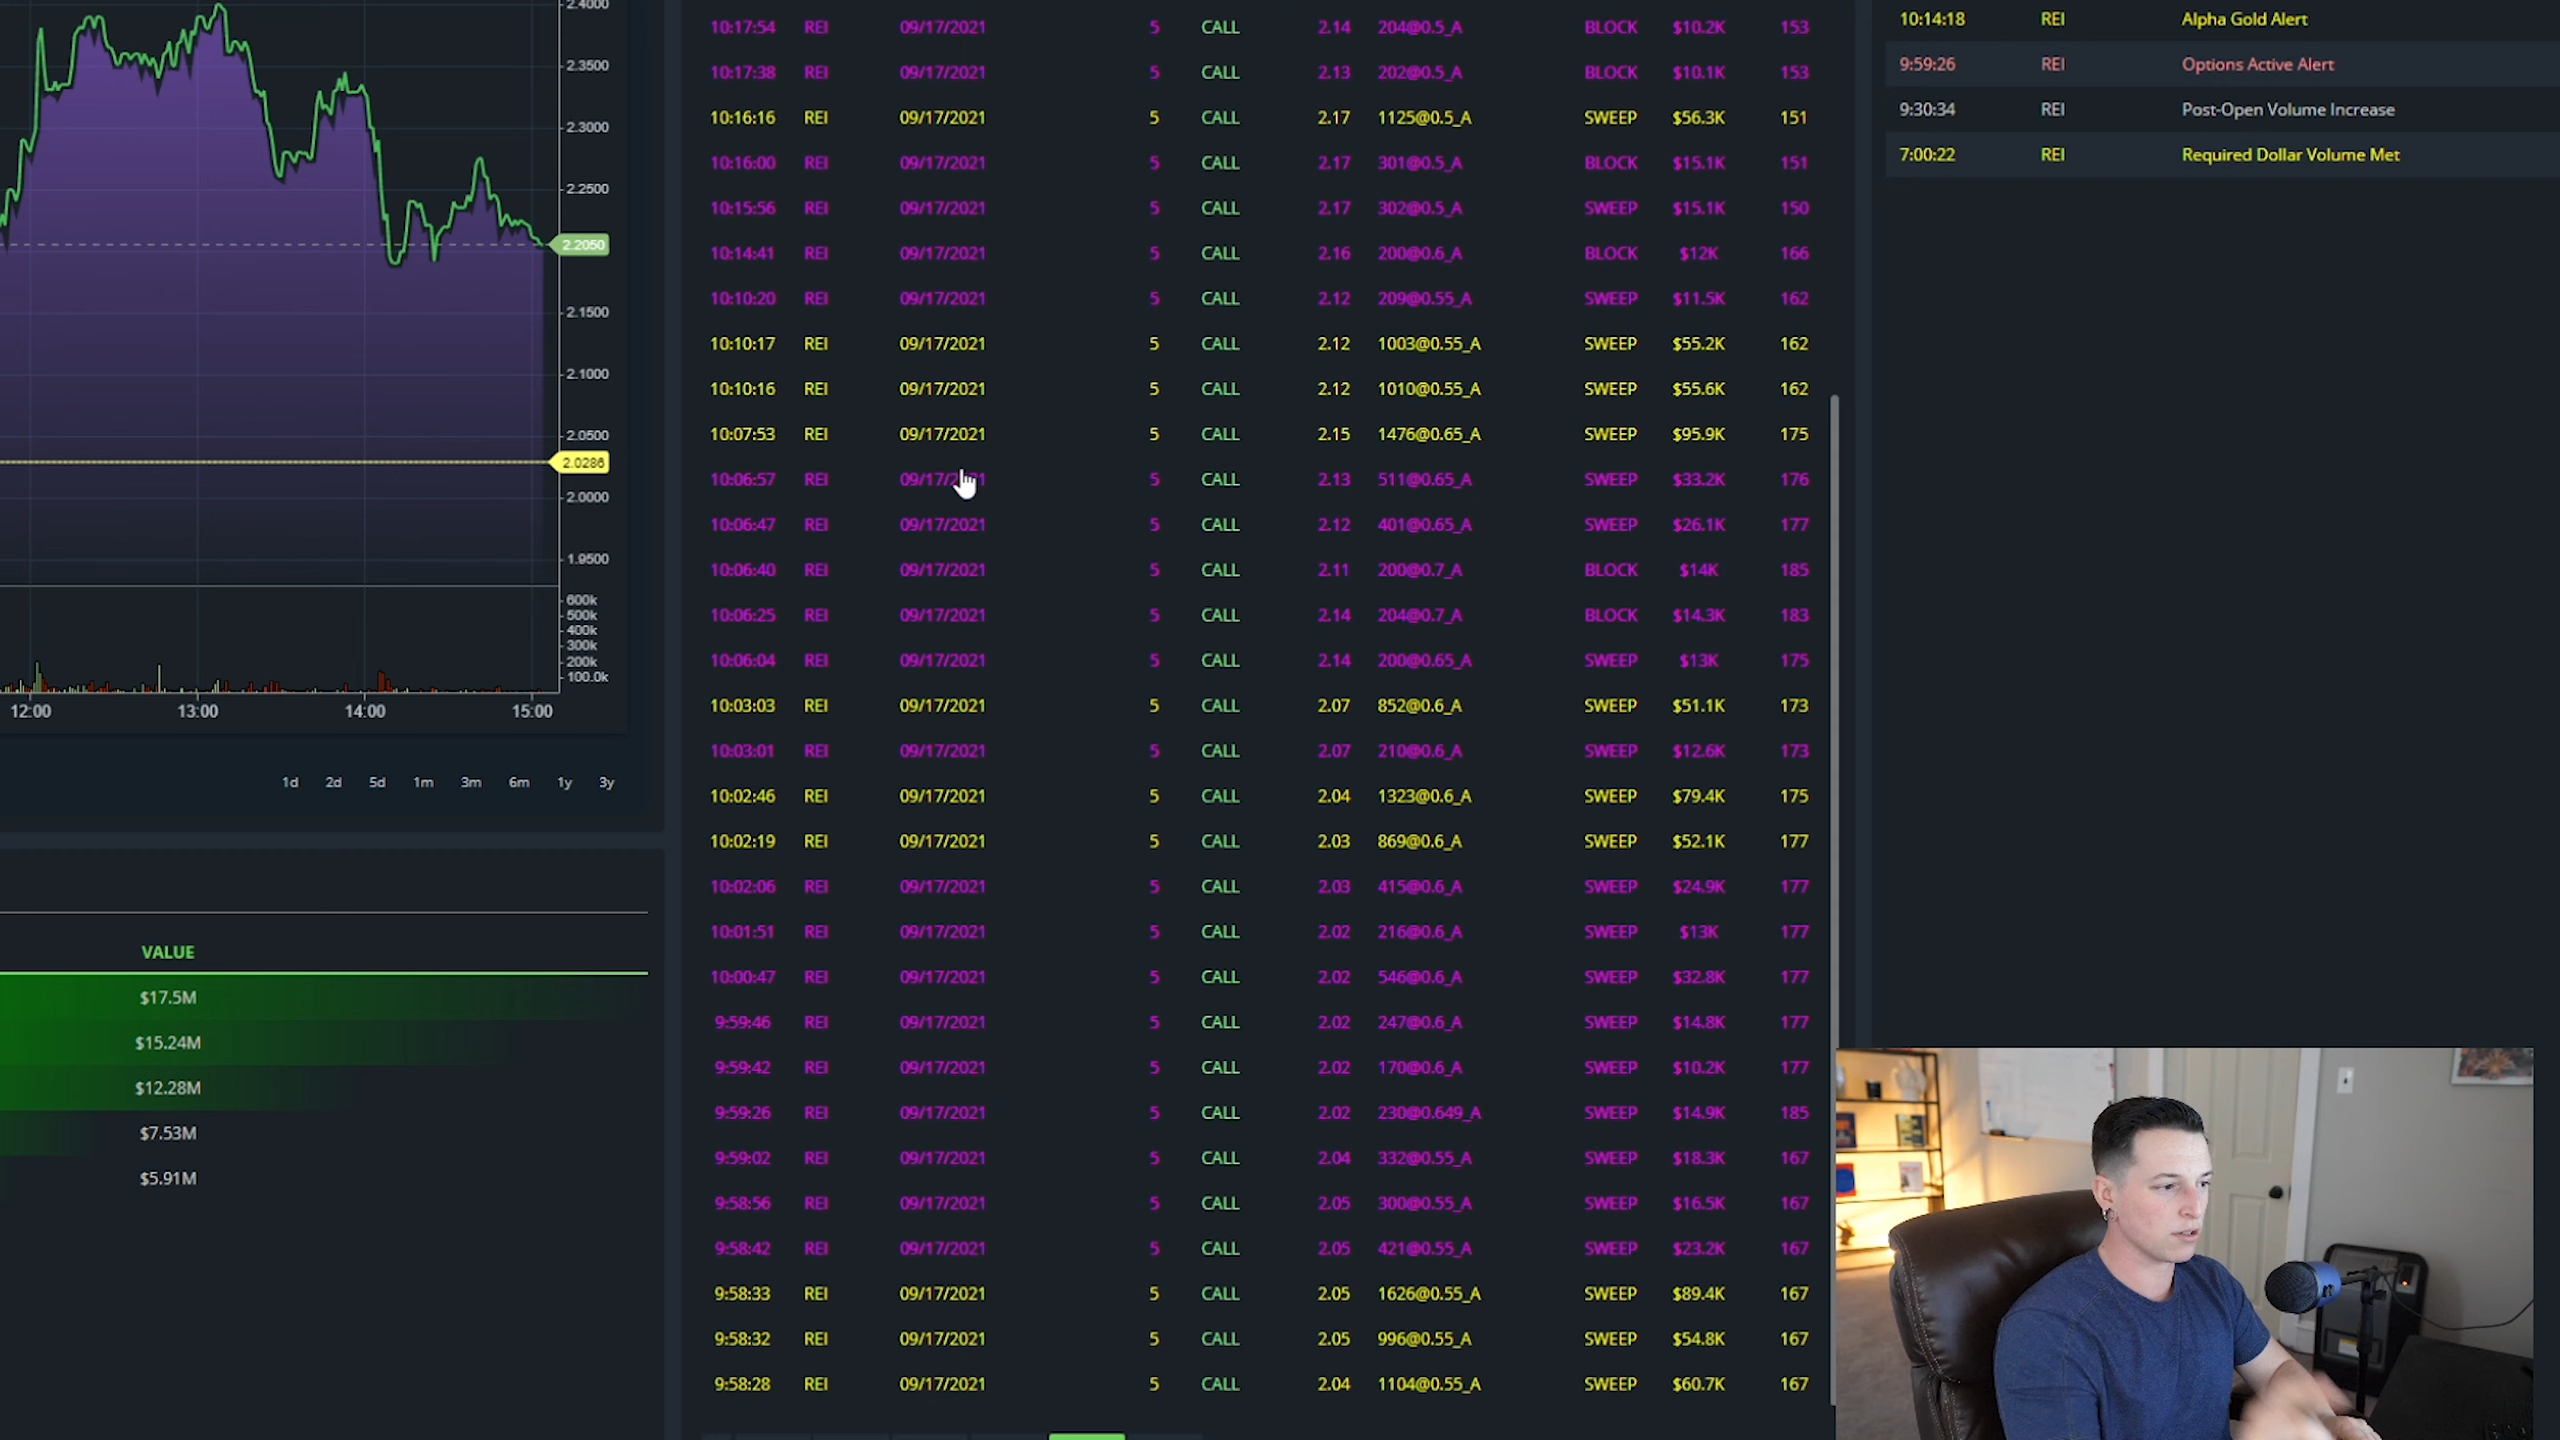 2.4000
2.3500
2.3000
2.2500
2.2050
2.1500
2.1000
2.0500
2.0286
2.0000
1.9500
600k
500k
400k
300k
200k
100.0k
12:00 13:00 14:00 15:00
1d 2d 5d 1m 3m 6m 1y 3y
VALUE
$17.5M
$15.24M
$12.28M
$7.53M
$5.91M
10:17:54 REI 09/17/2021 5 CALL 2.14 204@0.5_A BLOCK $10.2K 153
10:17:38 REI 09/17/2021 5 CALL 2.13 202@0.5_A BLOCK $10.1K 153
10:16:16 REI 09/17/2021 5 CALL 2.17 1125@0.5_A SWEEP $56.3K 151
10:16:00 REI 09/17/2021 5 CALL 2.17 301@0.5_A BLOCK $15.1K 151
10:15:56 REI 09/17/2021 5 CALL 2.17 302@0.5_A SWEEP $15.1K 150
10:14:41 REI 09/17/2021 5 CALL 2.16 200@0.6_A BLOCK $12K 166
10:10:20 REI 09/17/2021 5 CALL 2.12 209@0.55_A SWEEP $11.5K 162
10:10:17 REI 09/17/2021 5 CALL 2.12 1003@0.55_A SWEEP $55.2K 162
10:10:16 REI 09/17/2021 5 CALL 2.12 1010@0.55_A SWEEP $55.6K 162
10:07:53 REI 09/17/2021 5 CALL 2.15 1476@0.65_A SWEEP $95.9K 175
10:06:57 REI 5 CALL 2.13 511@0.65_A SWEEP $33.2K 176
10:06:47 REI 09/17/2021 5 CALL 2.12 401@0.65_A SWEEP $26.1K 177
10:06:40 REI 09/17/2021 5 CALL 2.11 200@0.7_A BLOCK $14K 185
10:06:25 REI 09/17/2021 5 CALL 2.14 204@0.7_A BLOCK $14.3K 183
10:06:04 REI 09/17/2021 5 CALL 2.14 200@0.65_A SWEEP $13K 175
10:03:03 REI 09/17/2021 5 CALL 2.07 852@0.6_A SWEEP $51.1K 173
10:03:01 REI 09/17/2021 5 CALL 2.07 210@0.6_A SWEEP $12.6K 173
10:02:46 REI 09/17/2021 5 CALL 2.04 1323@0.6_A SWEEP $79.4K 175
10:02:19 REI 09/17/2021 5 CALL 2.03 869@0.6_A SWEEP $52.1K 177
10:02:06 REI 09/17/2021 5 CALL 2.03 415@0.6_A SWEEP $24.9K 177
10:01:51 REI 09/17/2021 5 CALL 2.02 216@0.6_A SWEEP $13K 177
10:00:47 REI 09/17/2021 5 CALL 2.02 546@0.6_A SWEEP $32.8K 177
9:59:46 REI 09/17/2021 5 CALL 2.02 247@0.6_A SWEEP $14.8K 177
9:59:42 REI 09/17/2021 5 CALL 2.02 170@0.6_A SWEEP $10.2K 177
9:59:26 REI 09/17/2021 5 CALL 2.02 230@0.649_A SWEEP $14.9K 185
9:59:02 REI 09/17/2021 5 CALL 2.04 332@0.55_A SWEEP $18.3K 167
9:58:56 REI 09/17/2021 5 CALL 2.05 300@0.55_A SWEEP $16.5K 167
9:58:42 REI 09/17/2021 5 CALL 2.05 421@0.55_A SWEEP $23.2K 167
9:58:33 REI 09/17/2021 5 CALL 2.05 1626@0.55_A SWEEP $89.4K 167
9:58:32 REI 09/17/2021 5 CALL 2.05 996@0.55_A SWEEP $54.8K 167
9:58:28 REI 09/17/2021 5 CALL 2.04 1104@0.55_A SWEEP $60.7K 167
10:14:18 REI Alpha Gold Alert
9:59:26 REI Options Active Alert
9:30:34 REI Post-Open Volume Increase
7:00:22 REI Required Dollar Volume Met